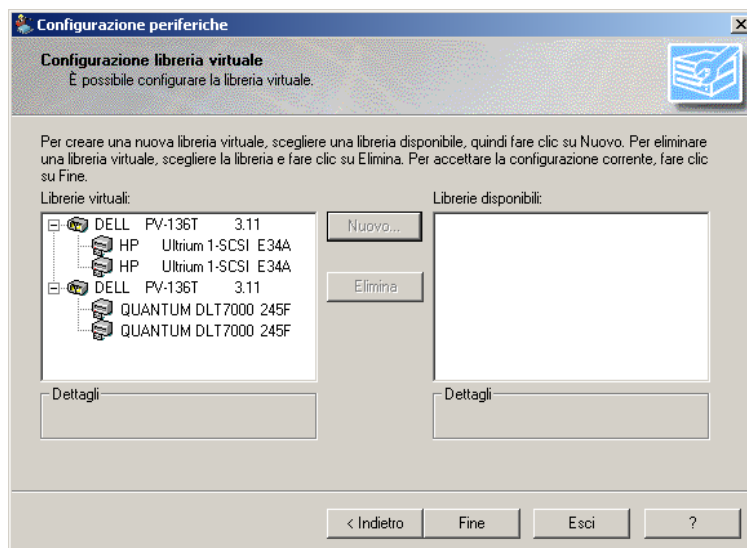 Configurazione periferiche
Configurazione libreria virtuale
È possibile configurare la libreria virtuale.
Per creare una nuova libreria virtuale, scegliere una libreria disponibile, quindi fare clic su Nuovo. Per eliminare
una libreria virtuale, scegliere la libreria e fare clic su Elimina. Per accettare la configurazione corrente, fare clic
su Fine.
Librerie virtuali:
DELL PV-136T 3.11
HP Ultrium 1-SCSI E34A
HP Ultrium 1-SCSI E34A
DELL PV-136T 3.11
QUANTUM DLT7000 245F
QUANTUM DLT7000 245F
Dettagli
Nuovo...
Elimina
Librerie disponibili:
Dettagli
< Indietro
Fine
Esci
?